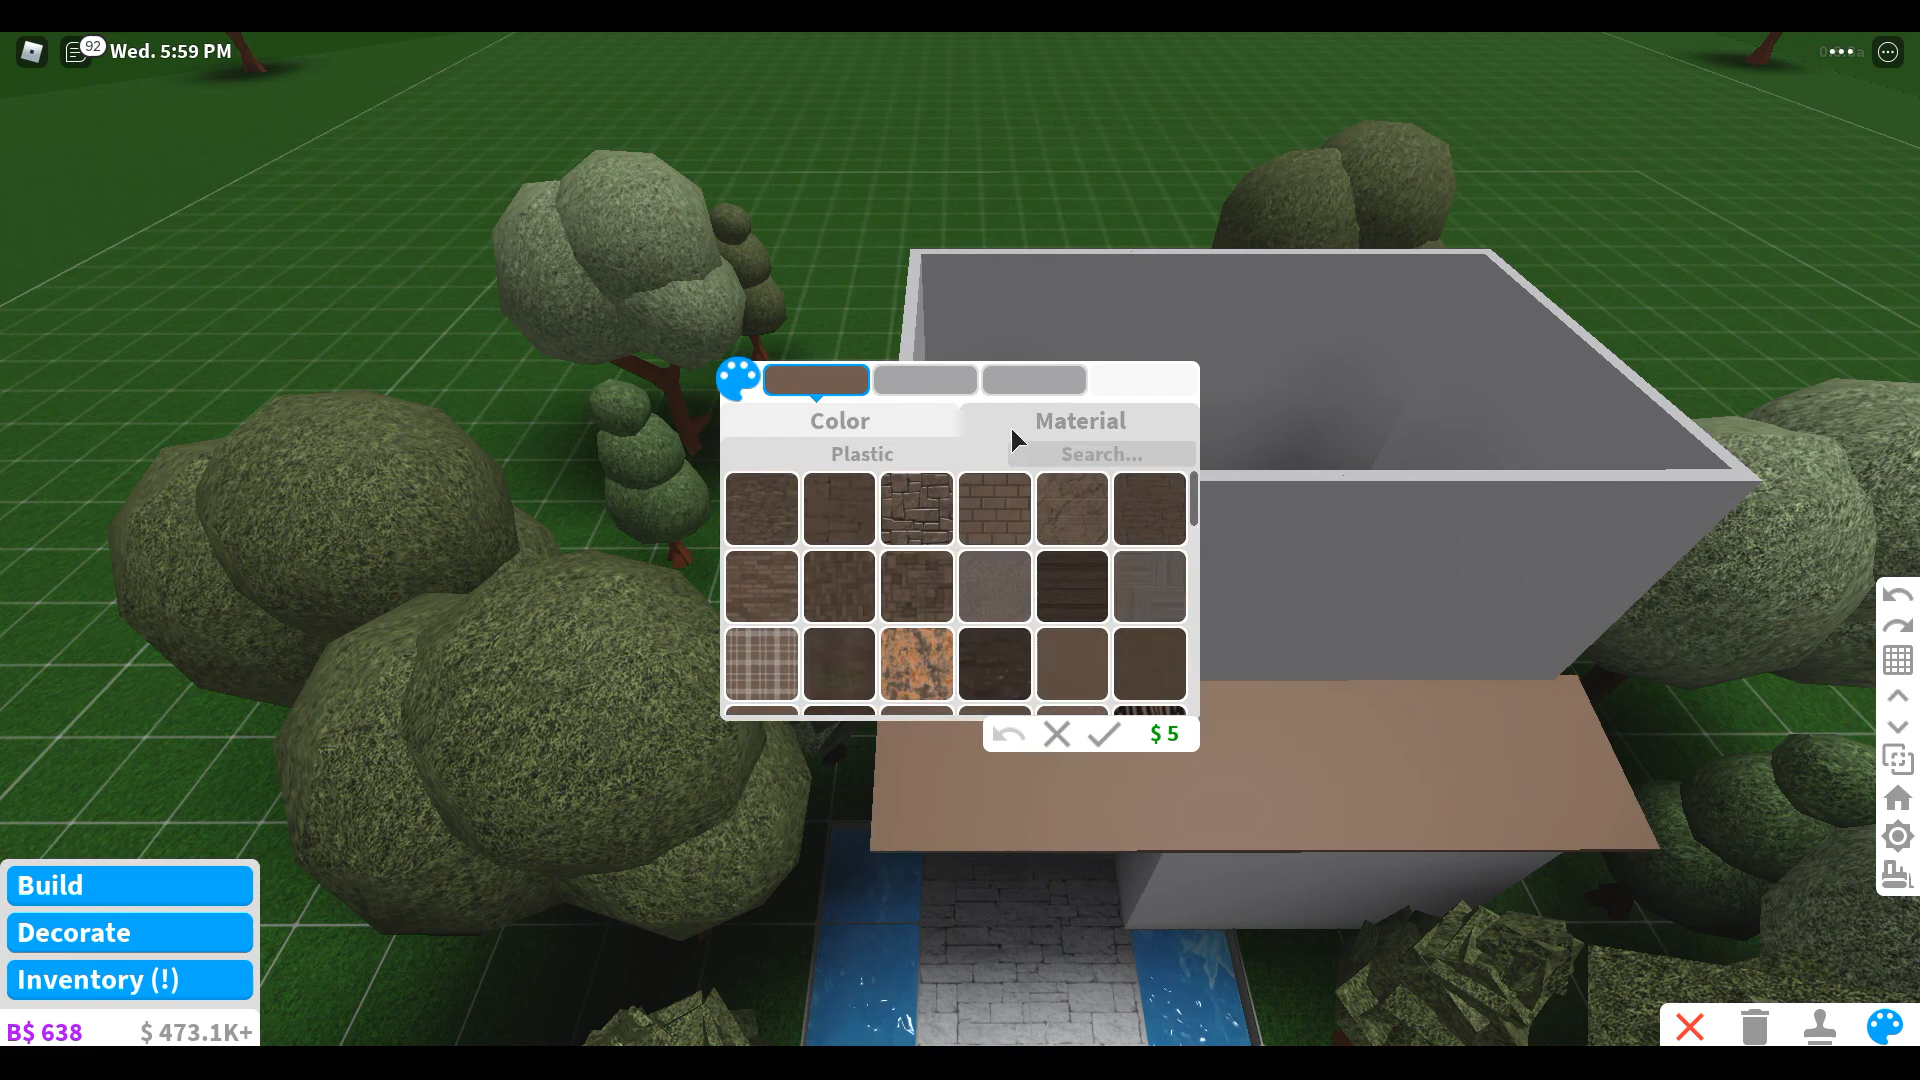 92 Wed. 5:59 PM
Color Material
Plastic Search...
$ 5
Build
Decorate
Inventory (!)
B$ 638 $ 473.1K+